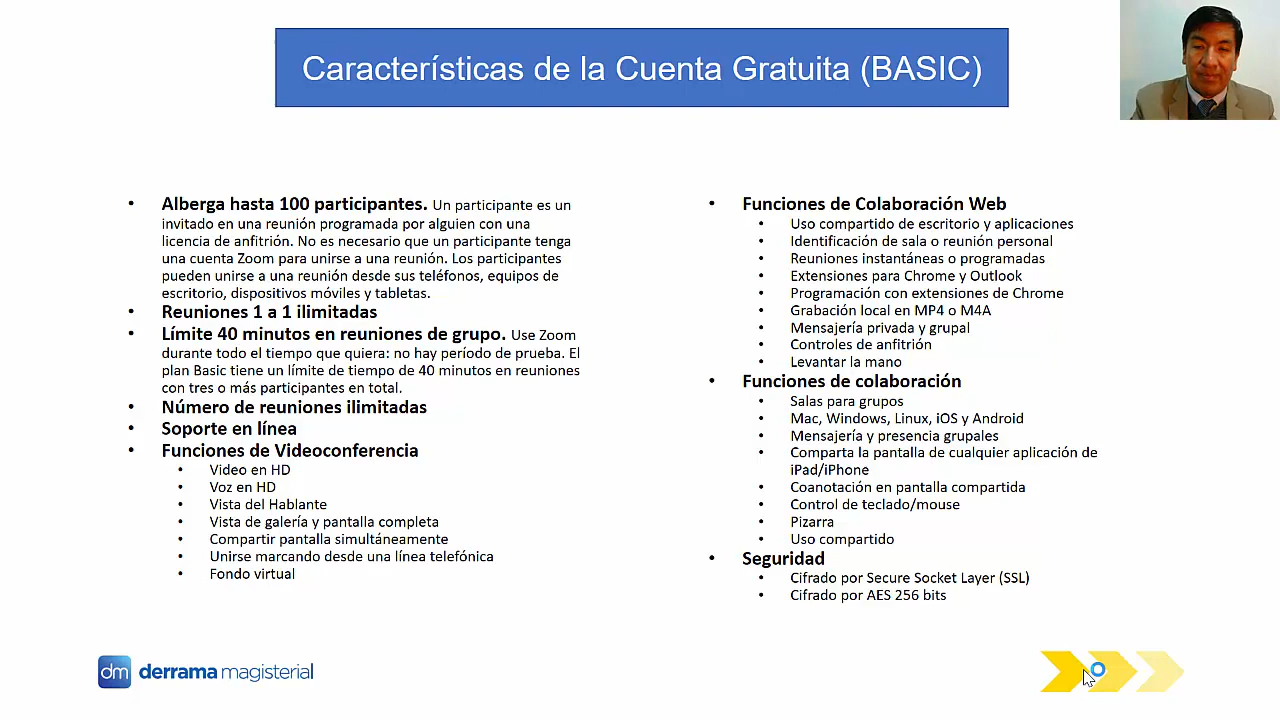 Características de la Cuenta Gratuita (BASIC)
• Alberga hasta 100 participantes. Un participante es un
invitado en una reunión programada por alguien con una
licencia de anfitrión. No es necesario que un participante tenga
una cuenta Zoom para unirse a una reunión. Los participantes
pueden unirse a una reunión desde sus teléfonos, equipos de
escritorio, dispositivos móviles y tabletas.
• Reuniones 1 a 1 ilimitadas
• Límite 40 minutos en reuniones de grupo. Use Zoom
durante todo el tiempo que quiera: no hay período de prueba. El
plan Basic tiene un límite de tiempo de 40 minutos en reuniones
con tres o más participantes en total.
• Número de reuniones ilimitadas
• Soporte en línea
• Funciones de Videoconferencia
• Video en HD
• Voz en HD
• Vista del Hablante
• Vista de galería y pantalla completa
• Compartir pantalla simultáneamente
• Unirse marcando desde una línea telefónica
• Fondo virtual
• Funciones de Colaboración Web
• Uso compartido de escritorio y aplicaciones
• Identificación de sala o reunión personal
• Reuniones instantáneas o programadas
• Extensiones para Chrome y Outlook
• Programación con extensiones de Chrome
• Grabación local en MP4 o M4A
• Mensajería privada y grupal
• Controles de anfitrión
• Levantar la mano
• Funciones de colaboración
• Salas para grupos
• Mac, Windows, Linux, iOS y Android
• Mensajería y presencia grupales
• Comparta la pantalla de cualquier aplicación de
iPad/iPhone
• Coanotación en pantalla compartida
• Control de teclado/mouse
• Pizarra
• Uso compartido
• Seguridad
• Cifrado por Secure Socket Layer (SSL)
• Cifrado por AES 256 bits
dm derrama magisterial